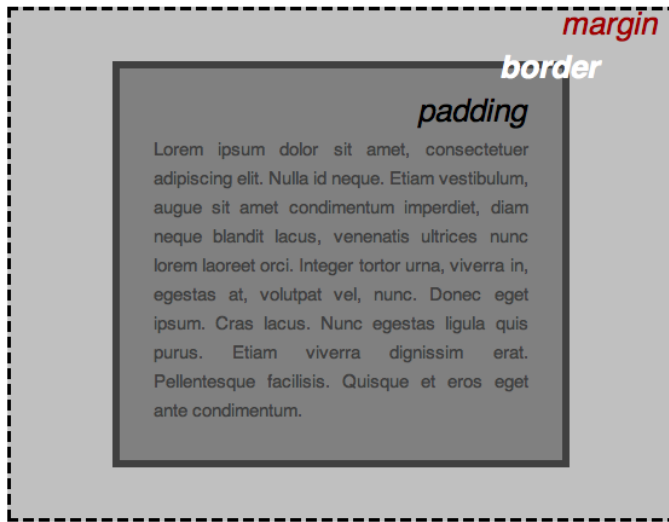 margin
border
padding
Lorem ipsum dolor sit amet, consectetuer
adipiscing elit. Nulla id neque. Etiam vestibulum,
augue sit amet condimentum imperdiet, diam
neque blandit lacus, venenatis ultrices nunc
lorem laoreet orci. Integer tortor urna, viverra in,
egestas at, volutpat vel, nunc. Donec eget
ipsum. Cras lacus. Nunc egestas ligula quis
purus. Etiam viverra dignissim erat.
Pellentesque facilisis. Quisque et eros eget
ante condimentum.